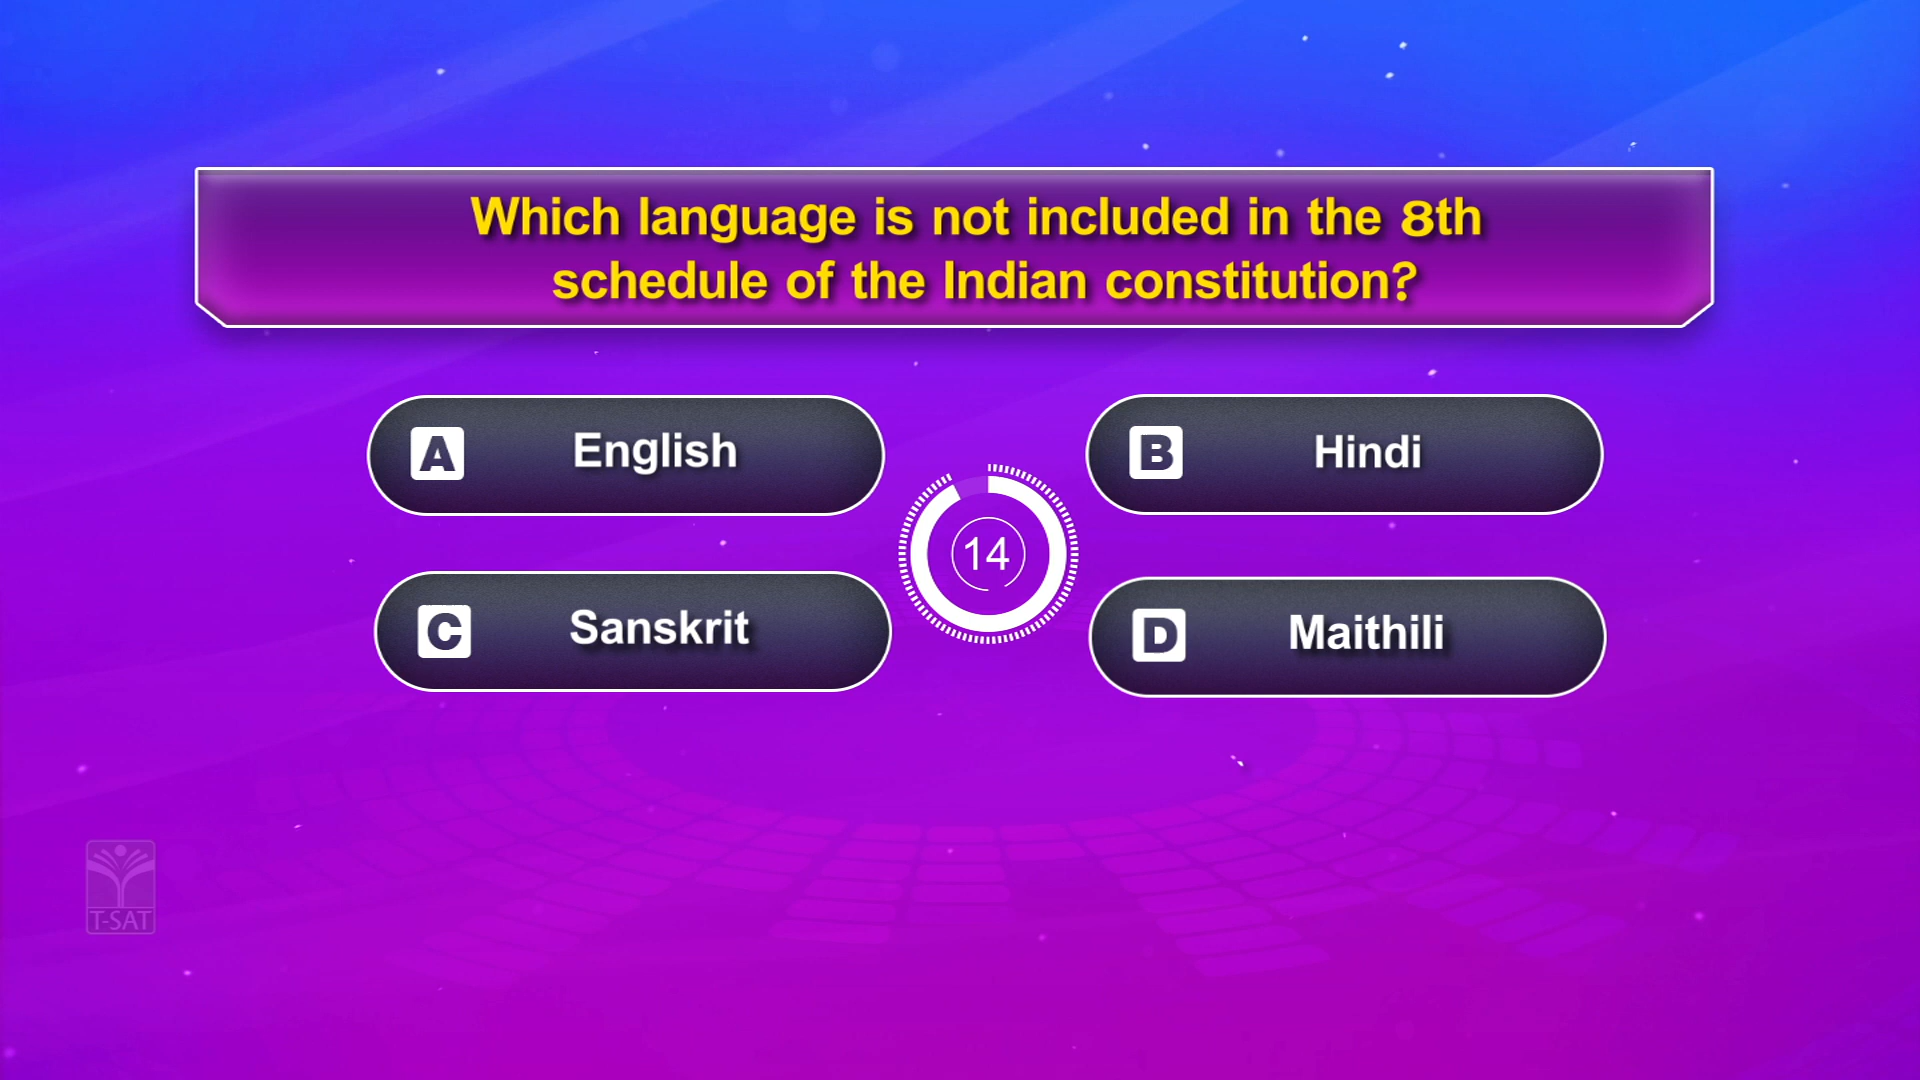 Which language is not included in the 8th
schedule of the Indian constitution?
A English
B Hindi
14
C Sanskrit
D Maithili
T-SAT